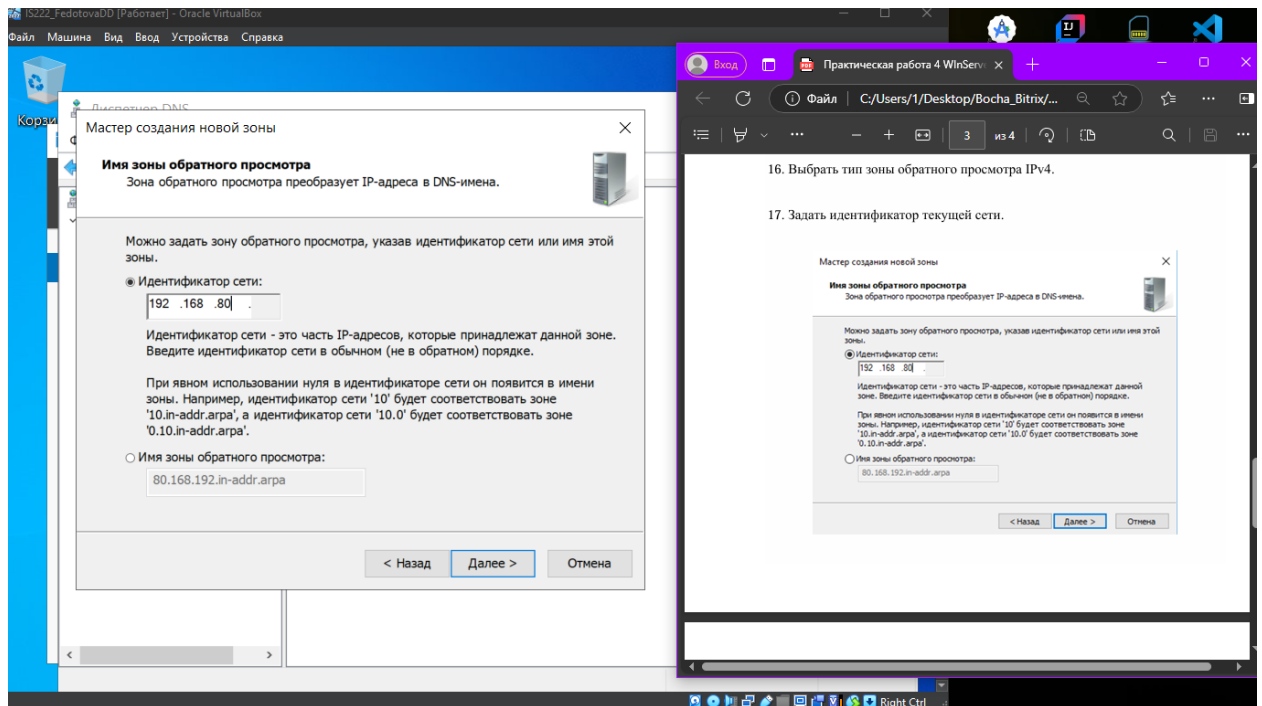 IS222_FedotovaDD [Работает] - Oracle VirtualBox
Файл Машина Вид Ввод Устройства Справка
Диспетчер DNS
Мастер создания новой зоны
Имя зоны обратного просмотра
Зона обратного просмотра преобразует IP-адреса в DNS-имена.
Можно задать зону обратного просмотра, указав идентификатор сети или имя этой
зоны.
Идентификатор сети:
192 .168 .80 .
Идентификатор сети - это часть IP-адресов, которые принадлежат данной зоне.
Введите идентификатор сети в обычном (не в обратном) порядке.
При явном использовании нуля в идентификаторе сети он появится в имени
зоны. Например, идентификатор сети '10' будет соответствовать зоне
'10.in-addr.arpa', а идентификатор сети '10.0' будет соответствовать зоне
'0.10.in-addr.arpa'.
Имя зоны обратного просмотра:
80.168.192.in-addr.arpa
< Назад Далее > Отмена
Вход
Практическая работа 4 WInServ
Файл C:/Users/1/Desktop/Bocha_Bitrix/...
3 из 4
16. Выбрать тип зоны обратного просмотра IPv4.
17. Задать идентификатор текущей сети.
Мастер создания новой зоны
Имя зоны обратного просмотра
Зона обратного просмотра преобразует IP-адреса в DNS-имена.
Можно задать зону обратного просмотра, указав идентификатор сети или имя этой
зоны.
Идентификатор сети:
192 .168 .80 .
Идентификатор сети - это часть IP-адресов, которые принадлежат данной
зоне. Введите идентификатор сети в обычном (не в обратном) порядке.
При явном использовании нуля в идентификаторе сети он появится в имени
зоны. Например, идентификатор сети '10' будет соответствовать зоне
'10.in-addr.arpa', а идентификатор сети '10.0' будет соответствовать зоне
'0.10.in-addr.arpa'.
Имя зоны обратного просмотра:
80.168.192.in-addr.arpa
< Назад Далее > Отмена
Right Ctrl